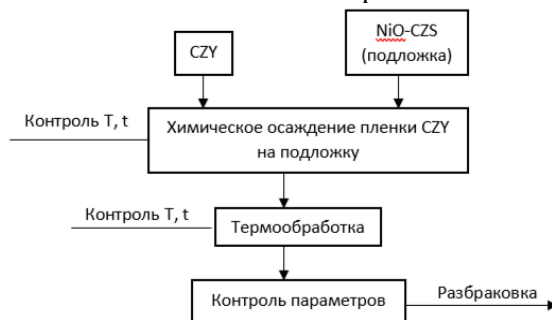 NiO-CZS
CZY
(подложка)
Контроль T, t
Химическое осаждение пленки CZY
на подложку
Контроль T, t
Термообработка
Контроль параметров
Разбраковка